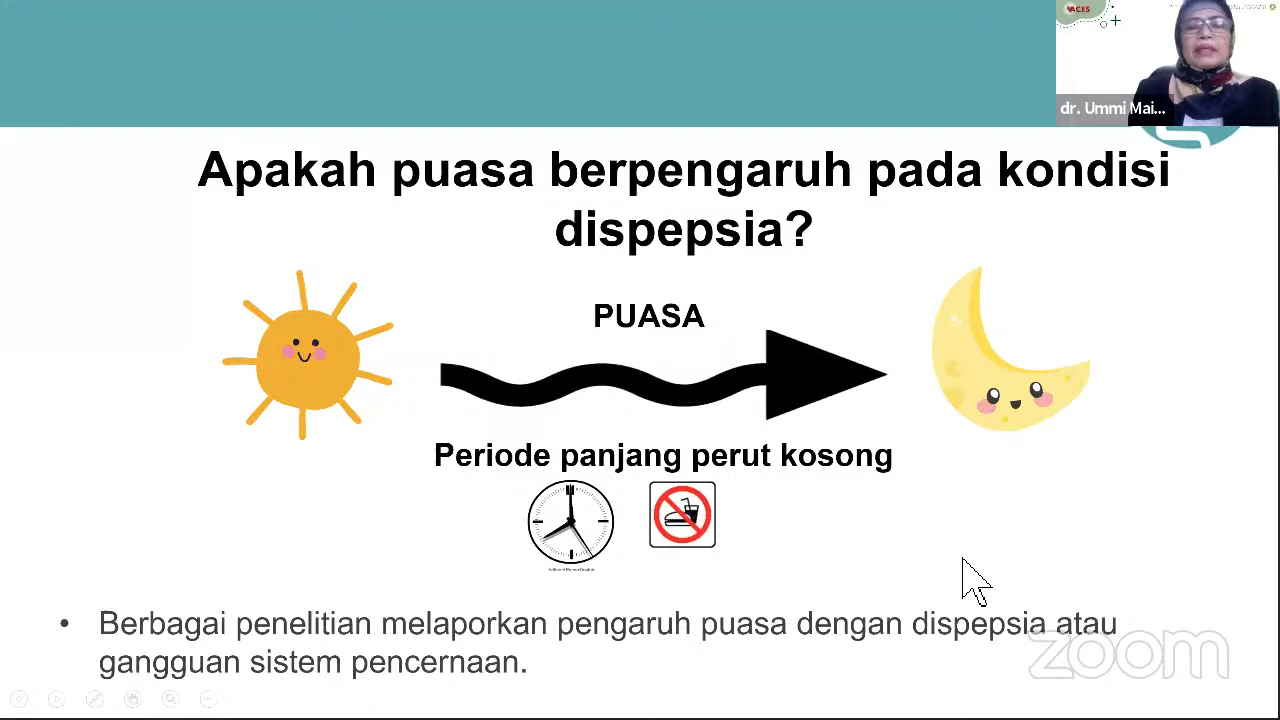 ACES
dr. Ummi Mai...
Apakah puasa berpengaruh pada kondisi
dispepsia?
PUASA
Periode panjang perut kosong
• Berbagai penelitian melaporkan pengaruh puasa dengan dispepsia atau
gangguan sistem pencernaan.
zoom